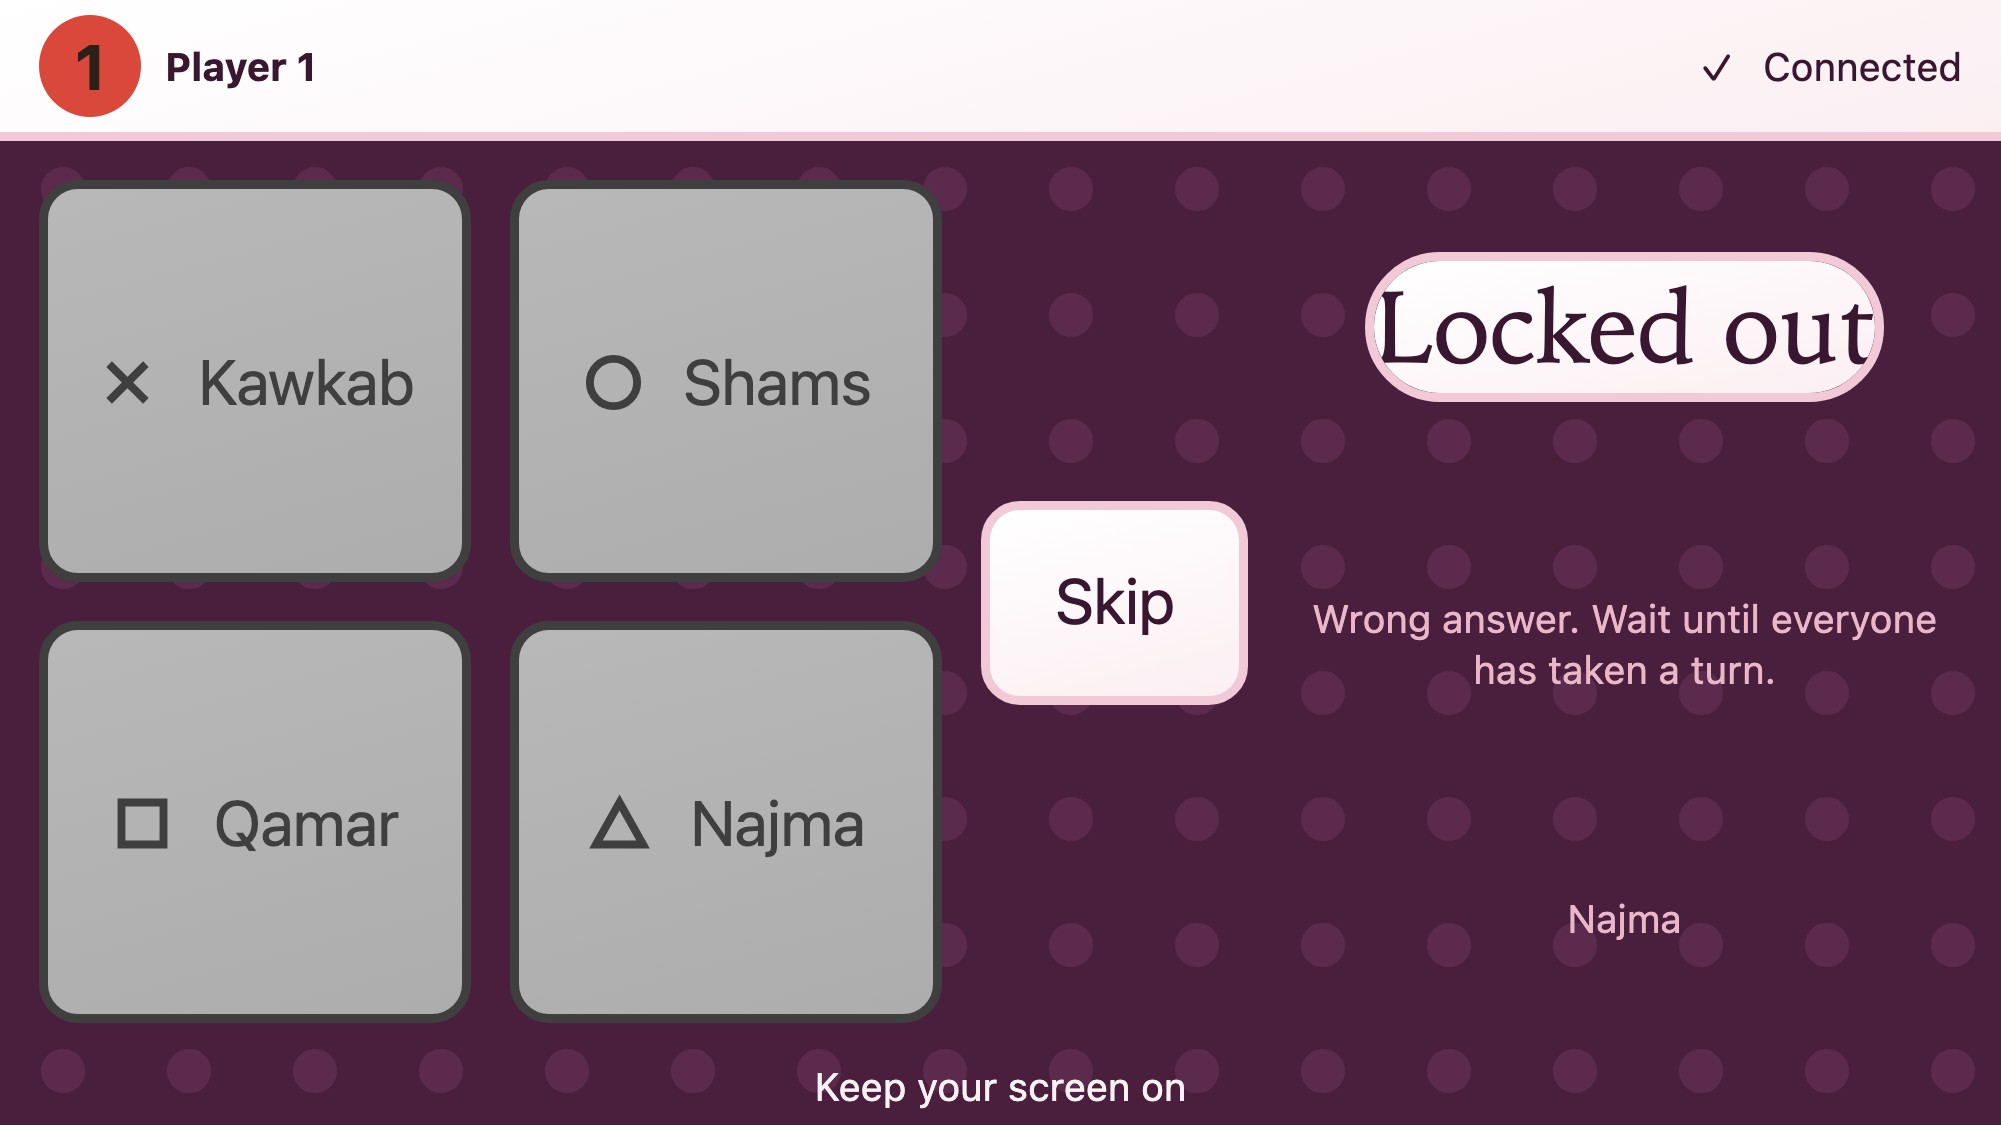 1 Player 1
✓ Connected
Kawkab
Shams
Qamar
Najma
Skip
Locked out
Wrong answer. Wait until everyone
has taken a turn.
Najma
Keep your screen on